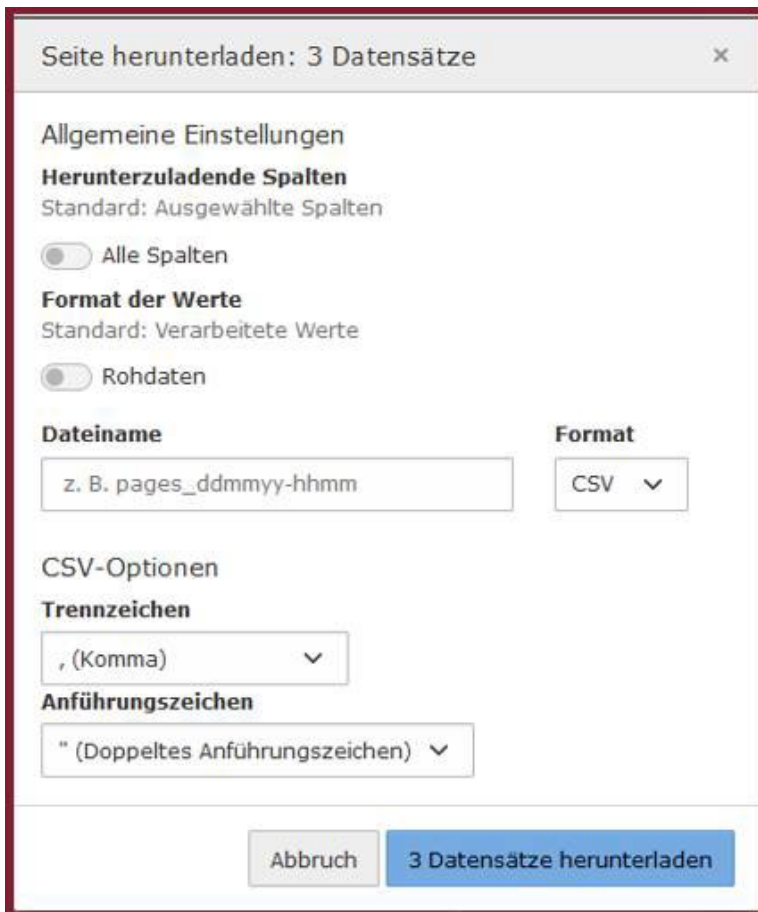 Seite herunterladen: 3 Datensätze ×
Allgemeine Einstellungen
Herunterzuladende Spalten
Standard: Ausgewählte Spalten
Alle Spalten
Format der Werte
Standard: Verarbeitete Werte
Rohdaten
Dateiname Format
z. B. pages_ddmmyy-hhmm CSV
CSV-Optionen
Trennzeichen
, (Komma)
Anführungszeichen
" (Doppeltes Anführungszeichen)
Abbruch 3 Datensätze herunterladen